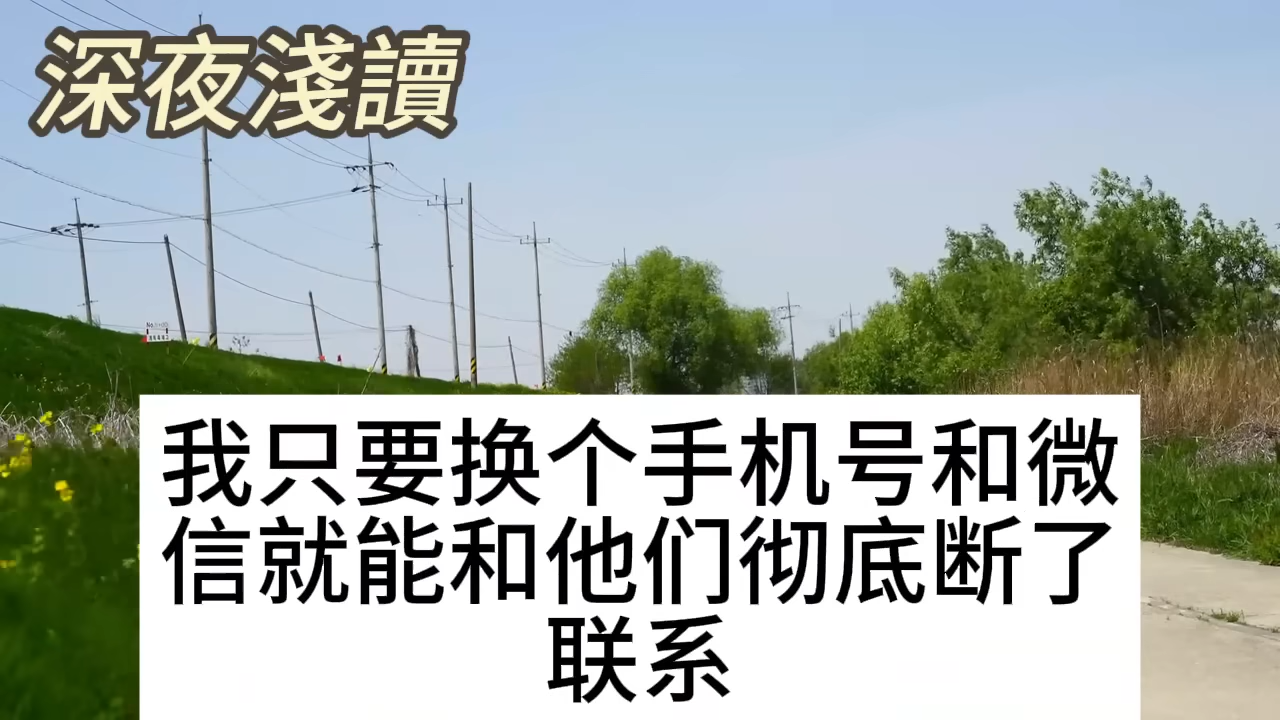 深夜淺讀
我只要换个手机号和微
信就能和他们彻底断了
联系